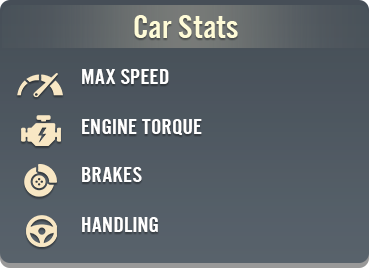 Car Stats
MAX SPEED
ENGINE TORQUE
BRAKES
HANDLING